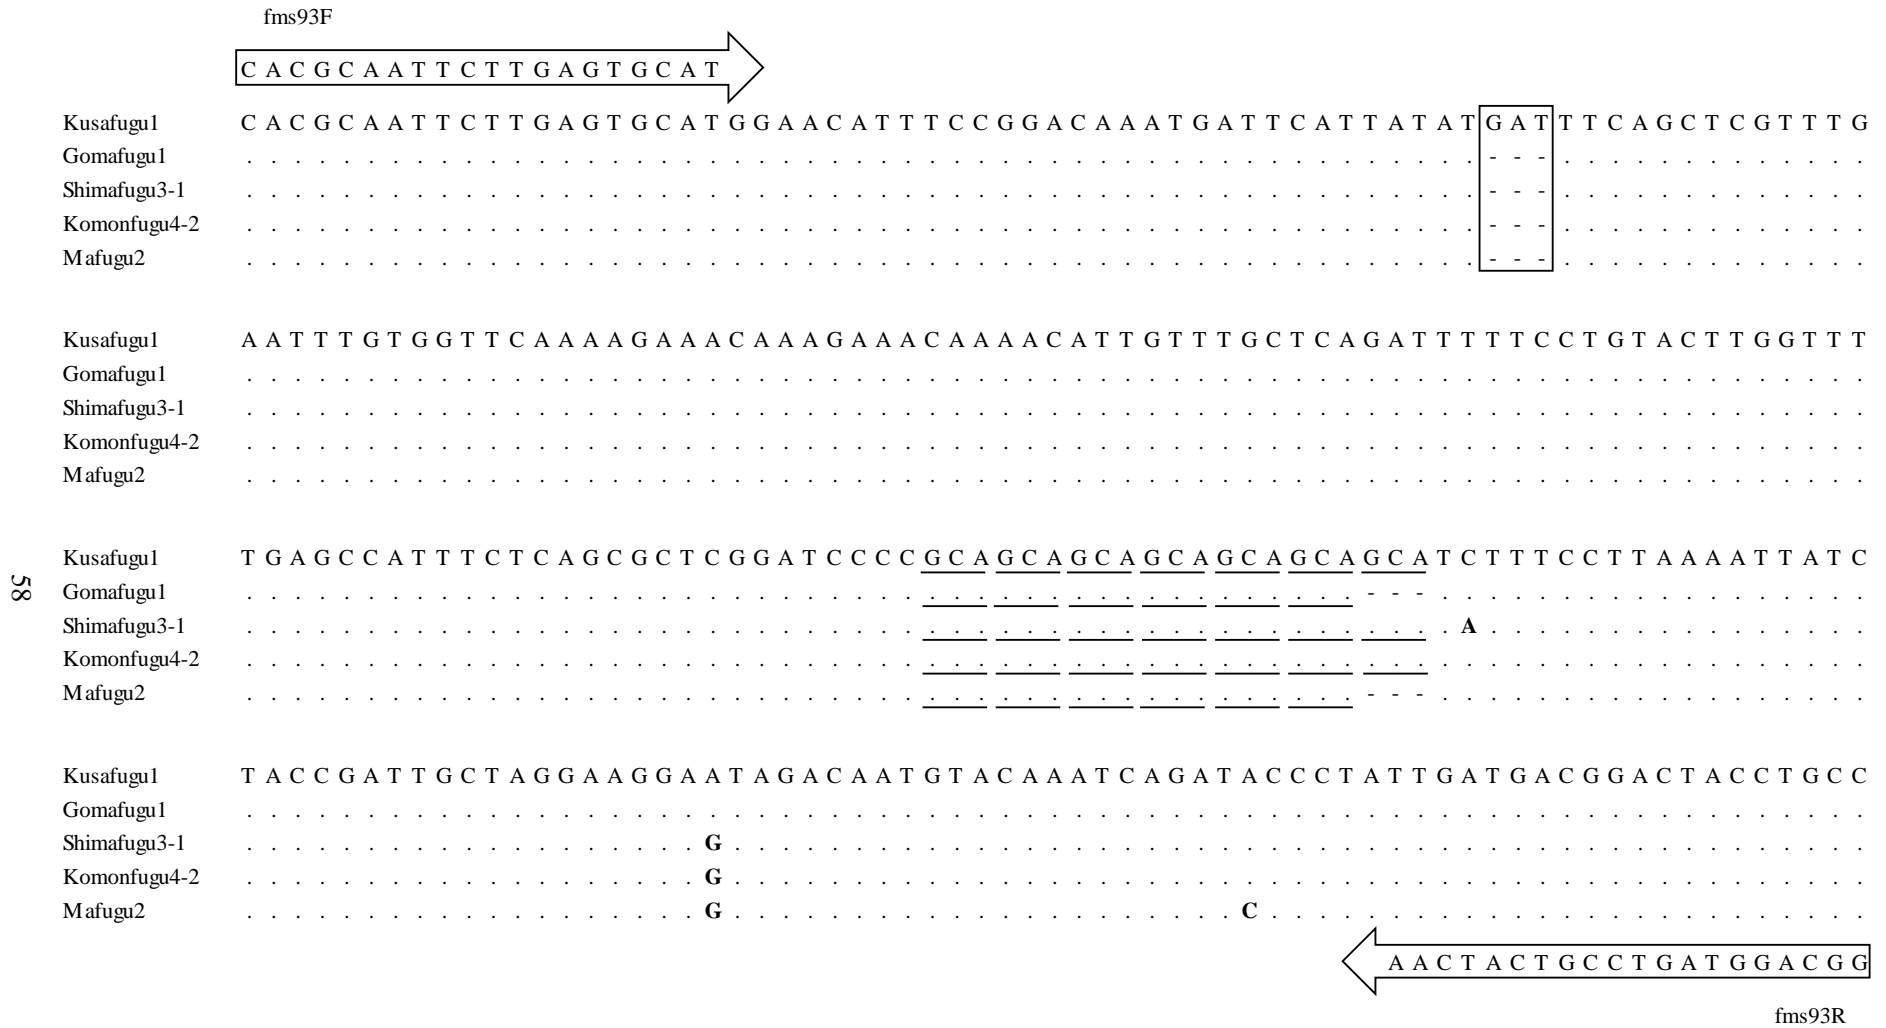 fms93F
C A C G C A A T T C T T G A G T G C A T
Kusafugu1 C A C G C A A T T C T T G A G T G C A T G G A A C A T T T C C G G A C A A A T G A T T C A T T A T A T G A T T T C A G C T C G T T T G
Gomafugu1 . . . . . . . . . . . . . . . . . . . . . . . . . . . . . . . . . . . . . . . . . . . . . . . . . . . - - - . . . . . . . . . . . . .
Shimafugu3-1 . . . . . . . . . . . . . . . . . . . . . . . . . . . . . . . . . . . . . . . . . . . . . . . . . . . - - - . . . . . . . . . . . . .
Komonfugu4-2 . . . . . . . . . . . . . . . . . . . . . . . . . . . . . . . . . . . . . . . . . . . . . . . . . . . - - - . . . . . . . . . . . . .
Mafugu2 . . . . . . . . . . . . . . . . . . . . . . . . . . . . . . . . . . . . . . . . . . . . . . . . . . . - - - . . . . . . . . . . . . .
Kusafugu1 A A T T T G T G G T T C A A A A G A A A C A A A G A A A C A A A A C A T T G T T T G C T C A G A T T T T T C C T G T A C T T G G T T T
Gomafugu1 . . . . . . . . . . . . . . . . . . . . . . . . . . . . . . . . . . . . . . . . . . . . . . . . . . . . . . . . . . . . . . . . . . .
Shimafugu3-1 . . . . . . . . . . . . . . . . . . . . . . . . . . . . . . . . . . . . . . . . . . . . . . . . . . . . . . . . . . . . . . . . . . .
Komonfugu4-2 . . . . . . . . . . . . . . . . . . . . . . . . . . . . . . . . . . . . . . . . . . . . . . . . . . . . . . . . . . . . . . . . . . .
Mafugu2 . . . . . . . . . . . . . . . . . . . . . . . . . . . . . . . . . . . . . . . . . . . . . . . . . . . . . . . . . . . . . . . . . . .
Kusafugu1 T G A G C C A T T T C T C A G C G C T C G G A T C C C C G C A G C A G C A G C A G C A G C A G C A T C T T T C C T T A A A A T T A T C
Gomafugu1 . . . . . . . . . . . . . . . . . . . . . . . . . . . . . . . . . . . . . . . . . . . . . . - - - . . . . . . . . . . . . . . . . . .
Shimafugu3-1 . . . . . . . . . . . . . . . . . . . . . . . . . . . . . . . . . . . . . . . . . . . . . . . . . . A . . . . . . . . . . . . . . . .
Komonfugu4-2 . . . . . . . . . . . . . . . . . . . . . . . . . . . . . . . . . . . . . . . . . . . . . . . . . . . . . . . . . . . . . . . . . . .
Mafugu2 . . . . . . . . . . . . . . . . . . . . . . . . . . . . . . . . . . . . . . . . . . . . . . - - - . . . . . . . . . . . . . . . . . .
Kusafugu1 T A C C G A T T G C T A G G A A G G A A T A G A C A A T G T A C A A A T C A G A T A C C C T A T T G A T G A C G G A C T A C C T G C C
Gomafugu1 . . . . . . . . . . . . . . . . . . . . . . . . . . . . . . . . . . . . . . . . . . . . . . . . . . . . . . . . . . . . . . . . . . .
Shimafugu3-1 . . . . . . . . . . . . . . . . . . . G . . . . . . . . . . . . . . . . . . . . . . . . . . . . . . . . . . . . . . . . . . . . . . .
Komonfugu4-2 . . . . . . . . . . . . . . . . . . . G . . . . . . . . . . . . . . . . . . . . . . . . . . . . . . . . . . . . . . . . . . . . . . .
Mafugu2 . . . . . . . . . . . . . . . . . . . G . . . . . . . . . . . . . . . . . . . . . C . . . . . . . . . . . . . . . . . . . . . . . . .
A A C T A C T G C C T G A T G G A C G G
fms93R
58